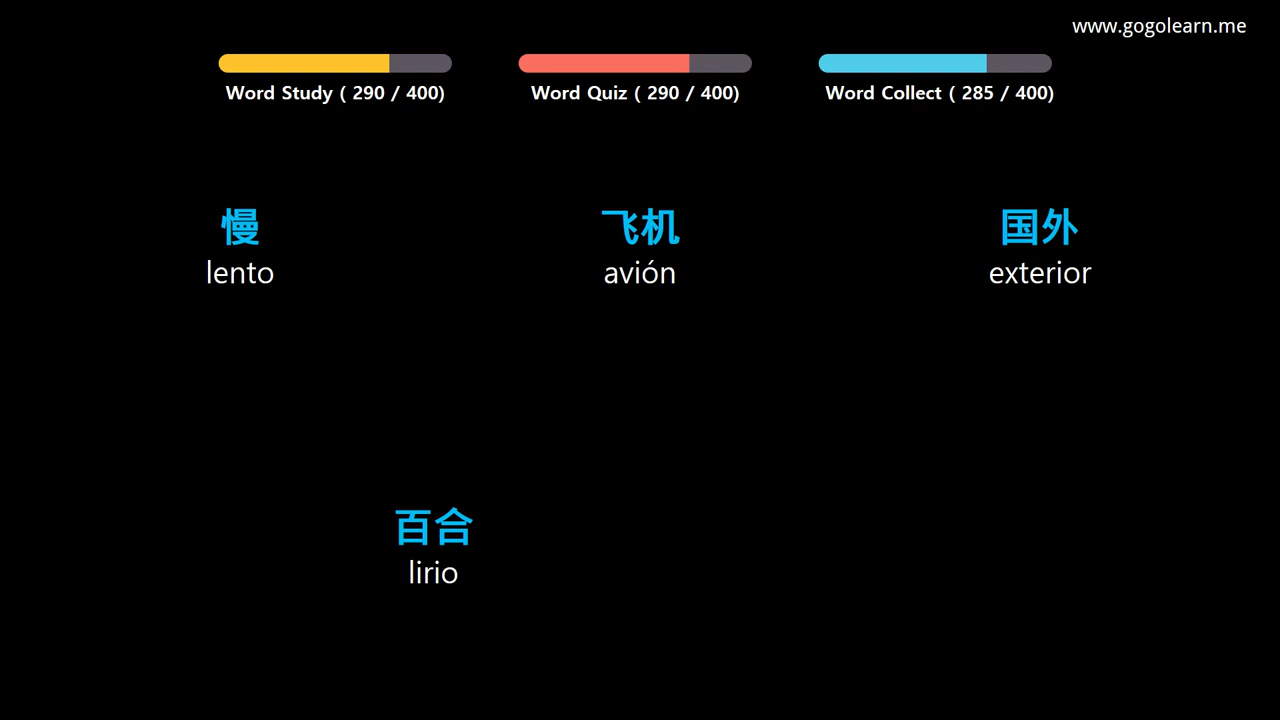 www.gogolearn.me
Word Study ( 290 / 400)
Word Quiz ( 290 / 400)
Word Collect ( 285 / 400)
慢
lento
飞机
avión
国外
exterior
百合
lirio